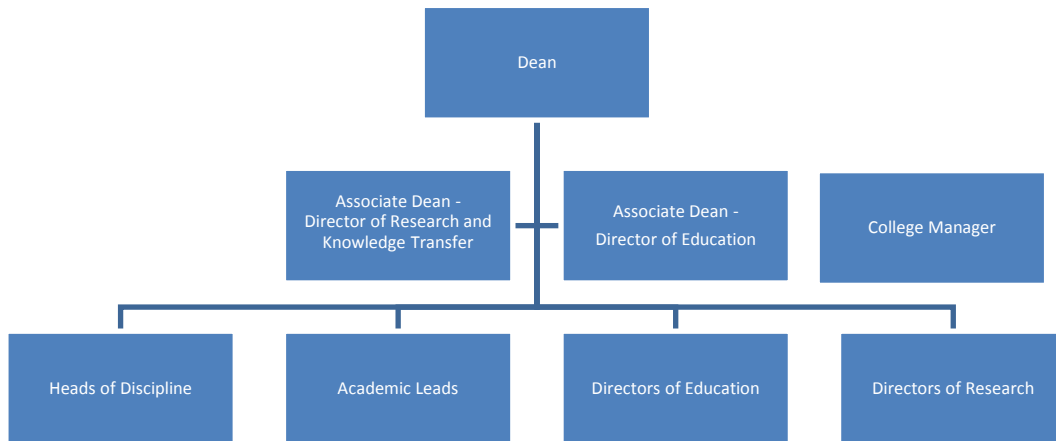 Dean
Associate Dean -
Director of Research and
Knowledge Transfer
Associate Dean -
Director of Education
College Manager
Heads of Discipline
Academic Leads
Directors of Education
Directors of Research